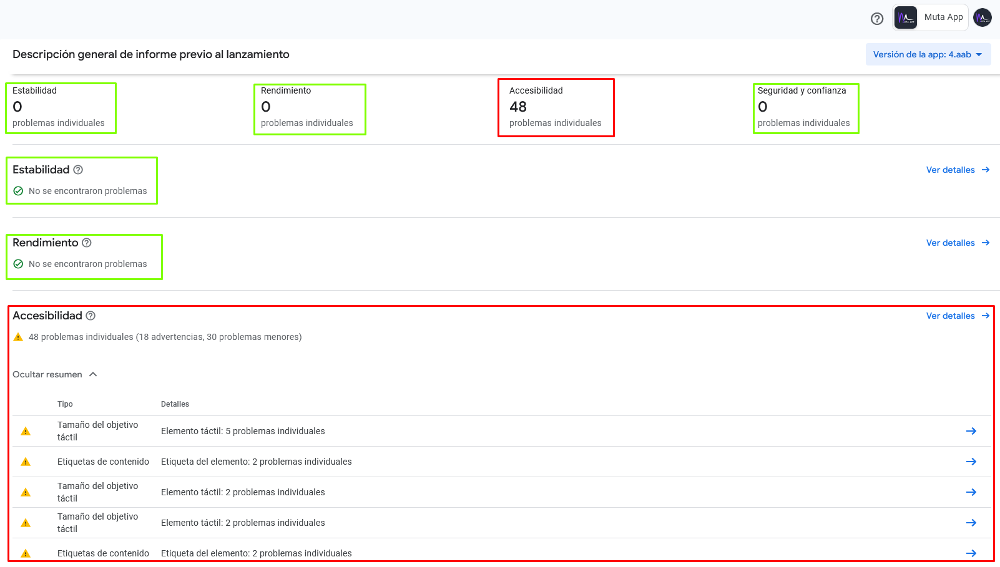 Muta App
Descripción general de informe previo al lanzamiento
Versión de la app: 4.aab
Estabilidad
0
problemas individuales
Rendimiento
0
problemas individuales
Accesibilidad
48
problemas individuales
Seguridad y confianza
0
problemas individuales
Estabilidad
Ver detalles
No se encontraron problemas
Rendimiento
Ver detalles
No se encontraron problemas
Accesibilidad
Ver detalles
48 problemas individuales (18 advertencias, 30 problemas menores)
Ocultar resumen
Tipo Detalles
Tamaño del objetivo
táctil
Elemento táctil: 5 problemas individuales
Etiquetas de contenido Etiqueta del elemento: 2 problemas individuales
Tamaño del objetivo
táctil
Elemento táctil: 2 problemas individuales
Tamaño del objetivo
táctil
Elemento táctil: 2 problemas individuales
Etiquetas de contenido Etiqueta del elemento: 2 problemas individuales